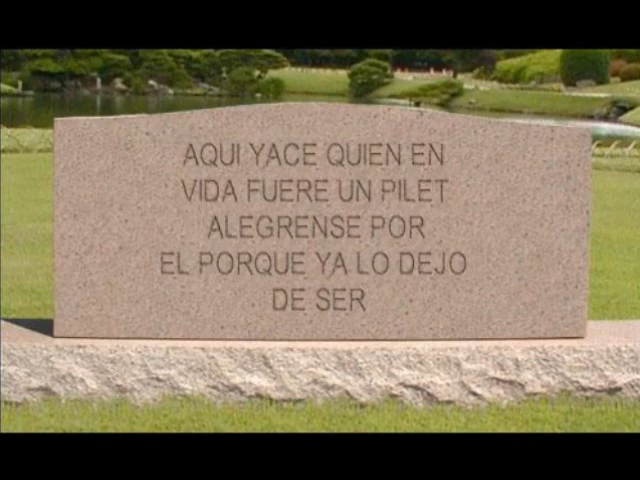 AQUI YACE QUIEN EN
VIDA FUERE UN PILET
ALEGRENSE POR
EL PORQUE YA LO DEJO
DE SER